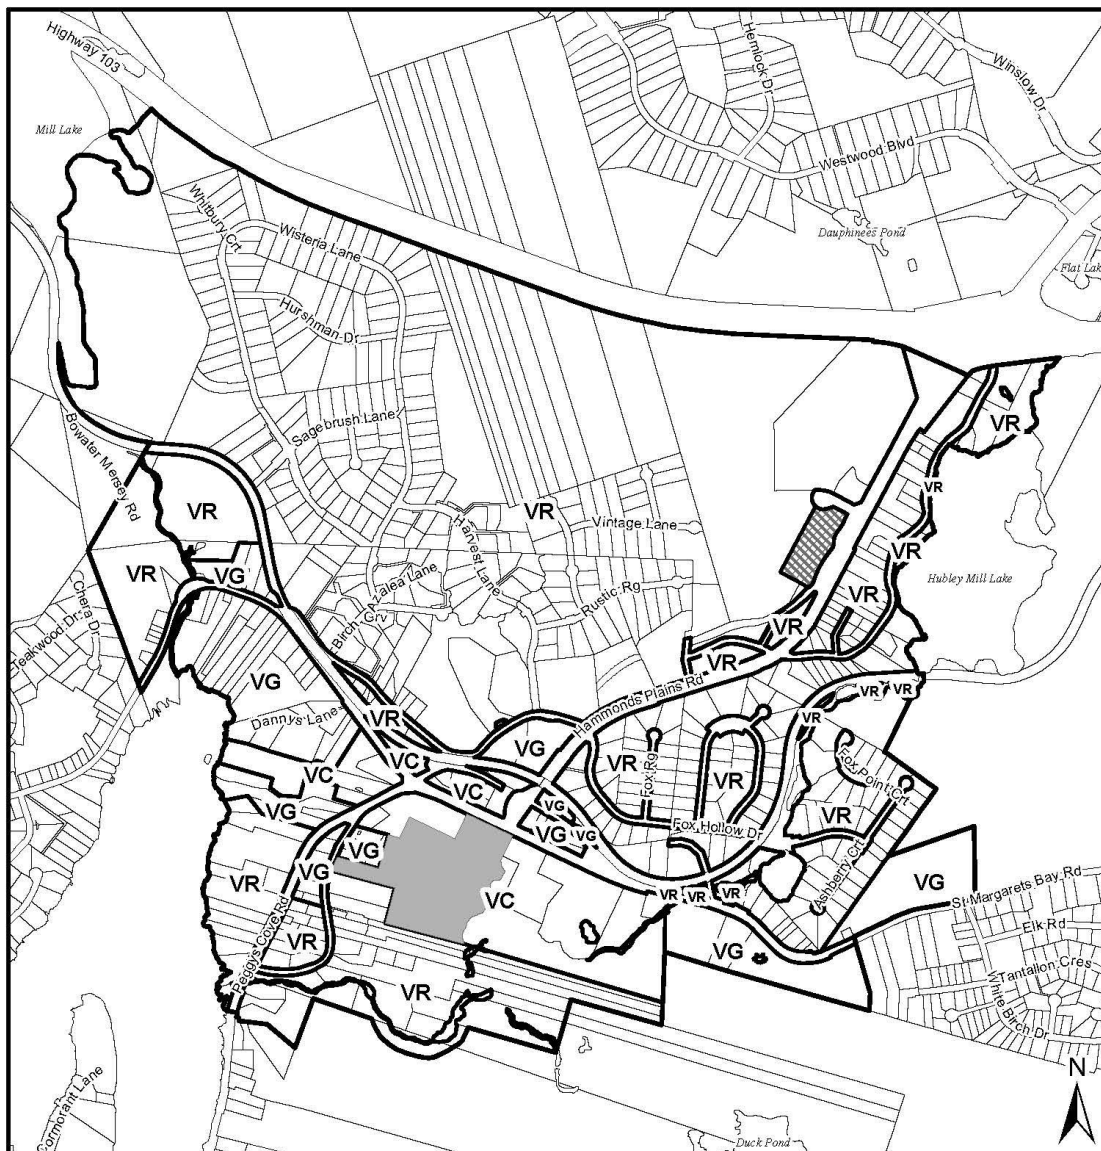 Highway 103
Hemlock Dr
Winslow Dr
Mill Lake
Westwood Blvd
Whitbury Crt
Wisteria Lane
Dauphinees Pond
Flat Lake
Hurshman Dr
Sagebrush Lane
Bowater Mersey Rd
VR
VR
VR
VR
Vintage Lane
Harvest Lane
VR
VR
VG
Azalea Lane
Birch Grv
Rustic Rg
Hubley Mill Lake
Chera Dr
Teakwood Dr
VR
VR
VR
VG
Dannys Lane
VR
Hammonds Plains Rd
VR
VR
VR
VG
VC
VC
VC
VR
Fox Rg
VR
Fox Point Crt
VG
VG
VG
VG
Fox Hollow Dr
VR
VG
VG
VR
VC
VR
VR
VR
Ashberry Crt
VG
St Margarets Bay Rd
Peggys Cove Rd
VR
VG
Elk Rd
VR
Tantallon Cres
White Birch Dr
N
Cormorant Lane
Duck Pond